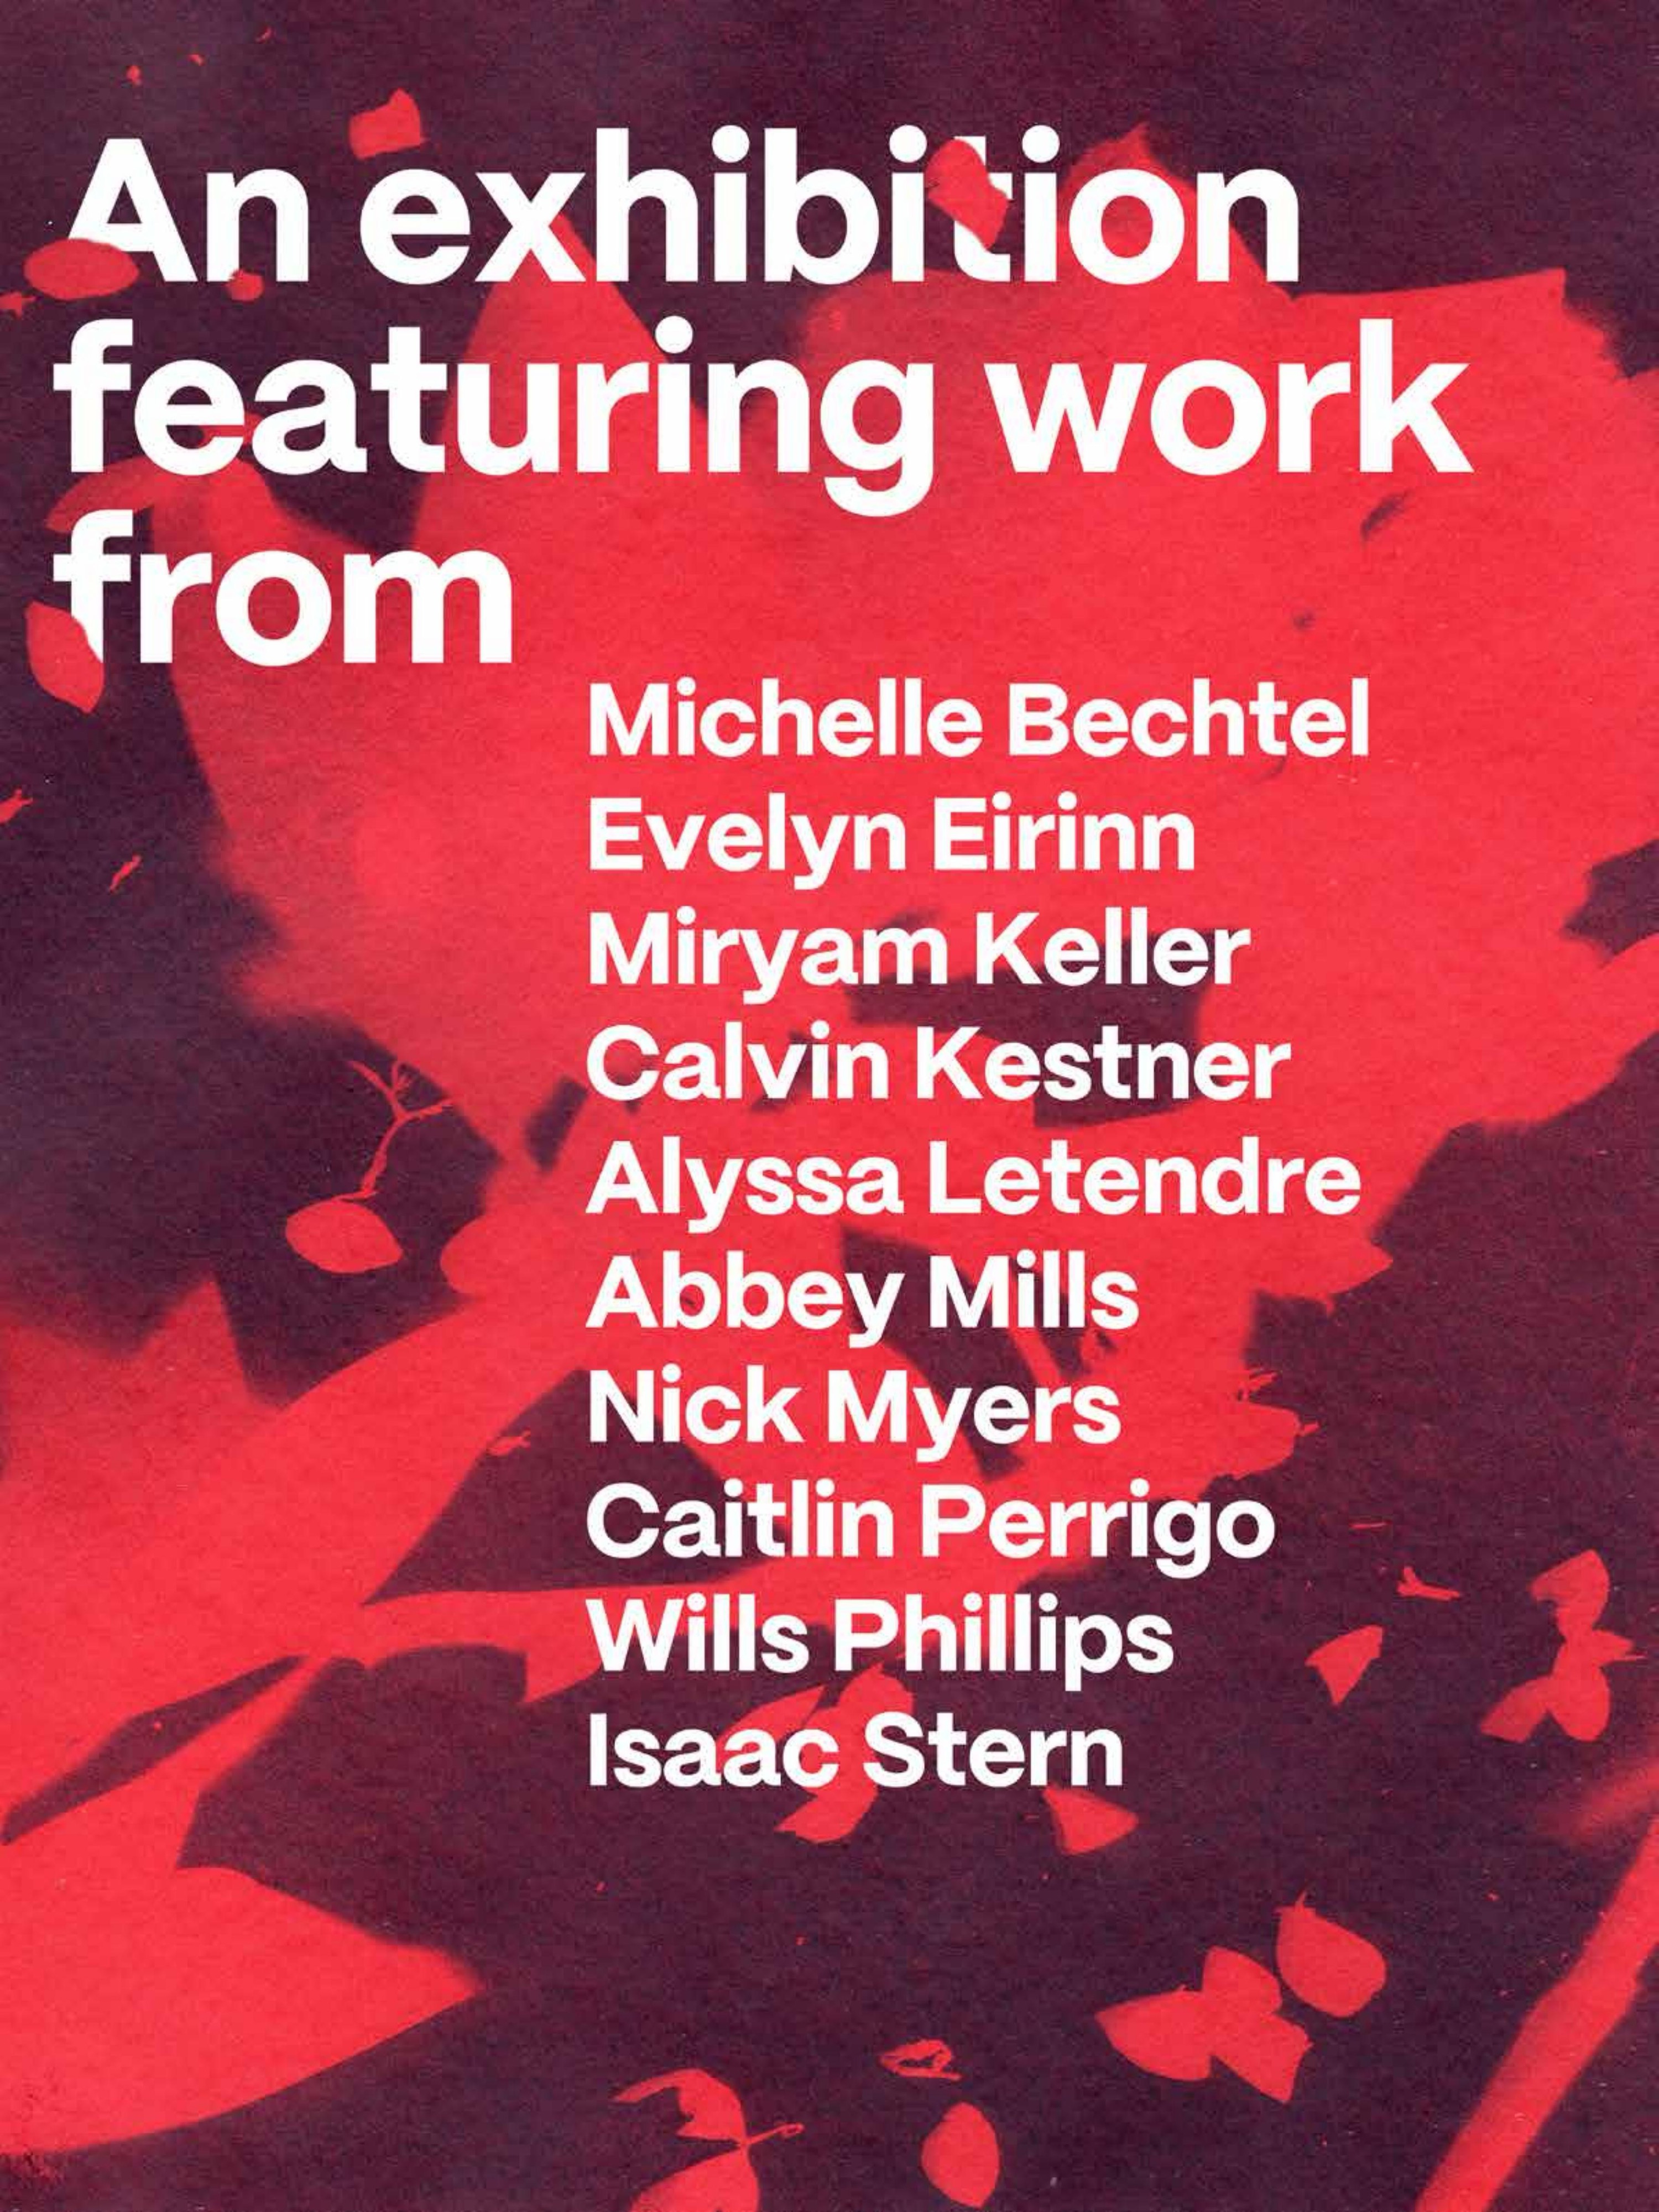 An exhibition
featuring work
from
Michelle Bechtel
Evelyn Eirinn
Miryam Keller
Calvin Kestner
Alyssa Letendre
Abbey Mills
Nick Myers
Caitlin Perrigo
Wills Phillips
Isaac Stern